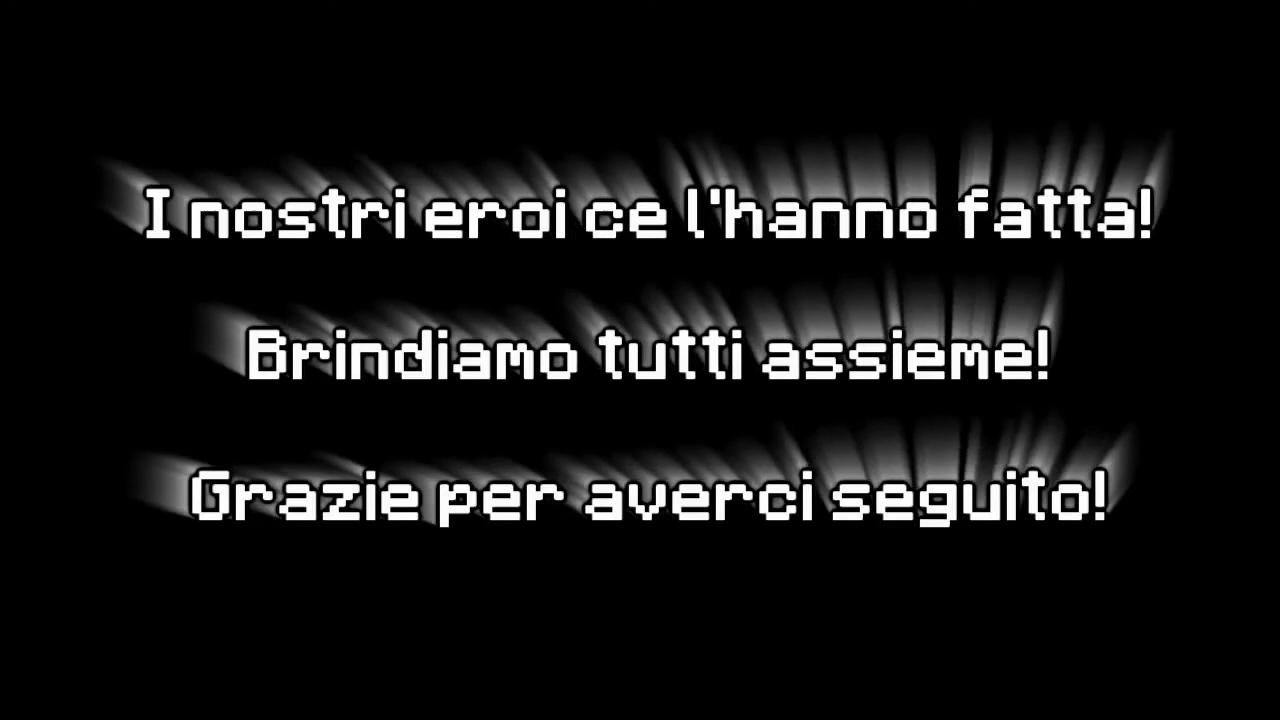 I nostri eroi ce l'hanno fatta!
Brindiamo tutti assieme!
Grazie per averci seguito!